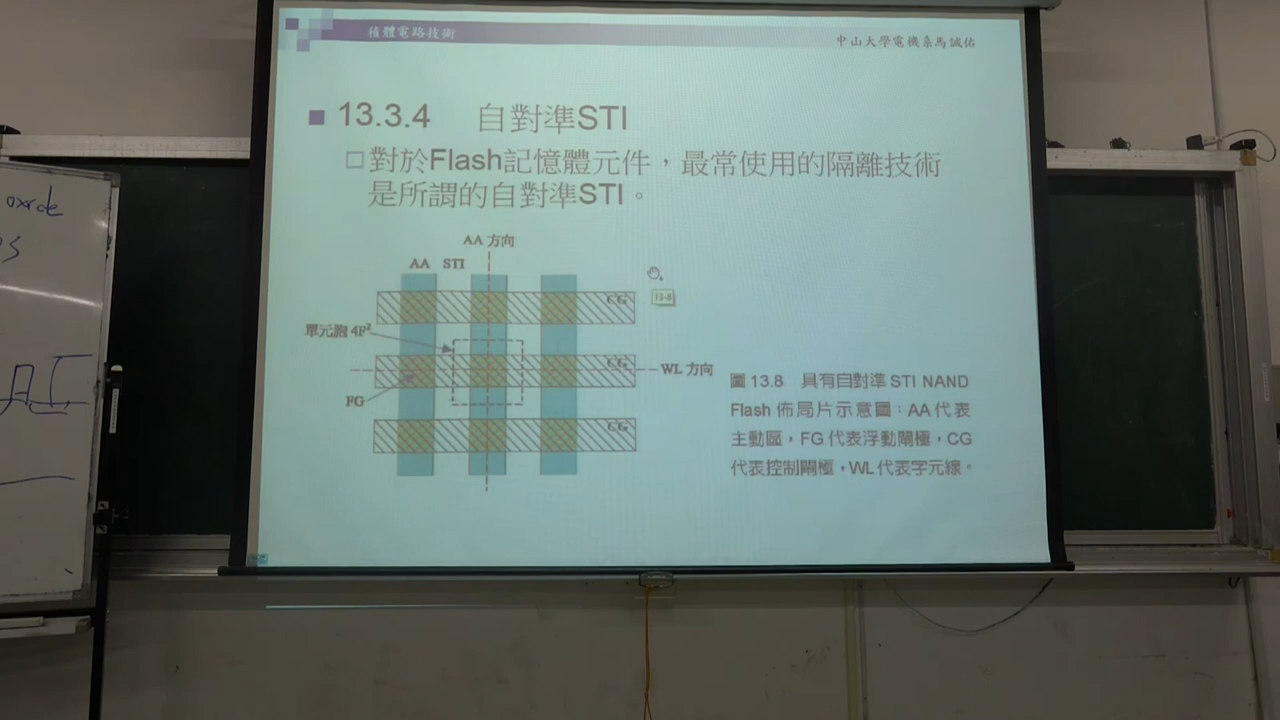 積體電路技術
中山大學電機系馬誠佑
13.3.4 自對準STI
對於Flash記憶體元件，最常使用的隔離技術
是所謂的自對準STI。
AA 方向
AA STI
CG
13-8
單元胞 4F²
CG
WL 方向
FG
CG
圖 13.8 具有自對準 STI NAND
Flash 佈局片示意圖：AA 代表
主動區，FG 代表浮動閘極，CG
代表控制閘極，WL 代表字元線。
oxide